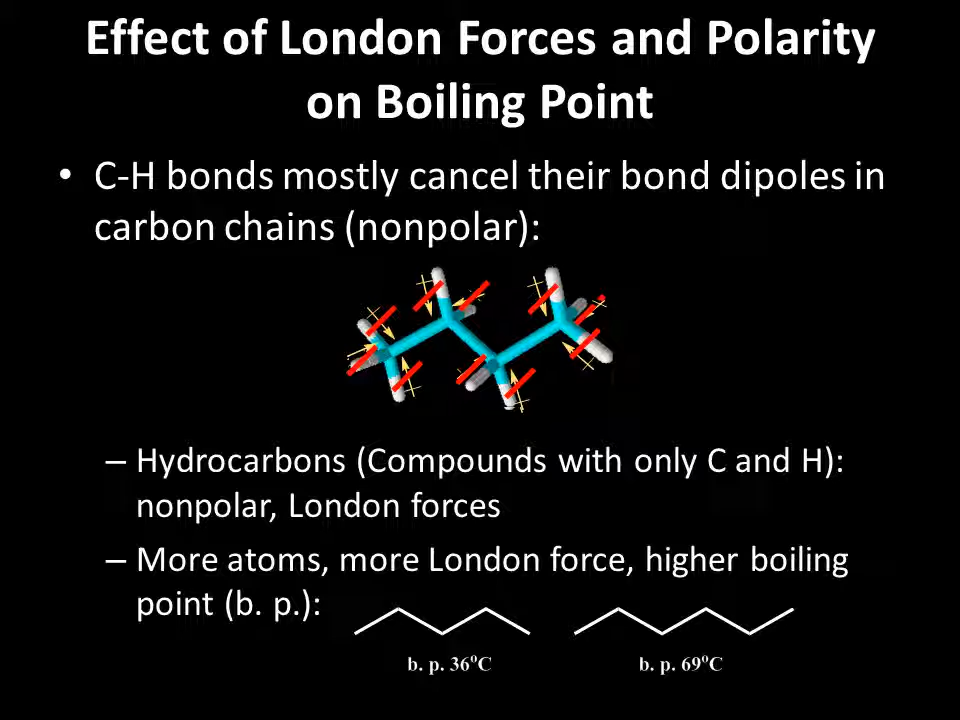 Effect of London Forces and Polarity
on Boiling Point
• C-H bonds mostly cancel their bond dipoles in
carbon chains (nonpolar):
– Hydrocarbons (Compounds with only C and H):
nonpolar, London forces
– More atoms, more London force, higher boiling
point (b. p.):
b. p. 36°C
b. p. 69°C